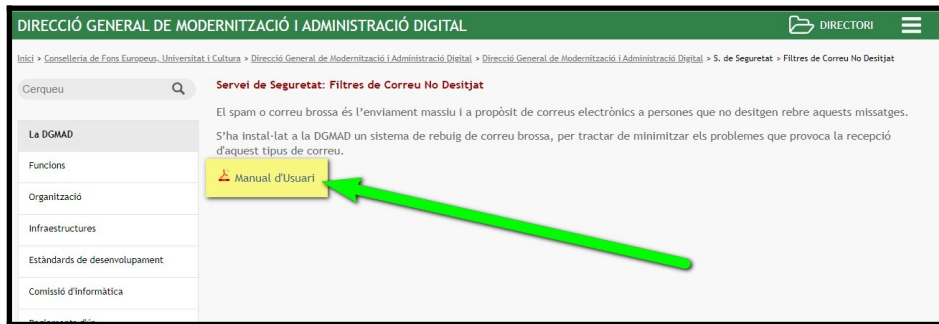 DIRECCIÓ GENERAL DE MODERNITZACIÓ I ADMINISTRACIÓ DIGITAL
DIRECTORI
Inici > Conselleria de Fons Europeus, Universitat i Cultura > Direcció General de Modernització i Administració Digital > Direcció General de Modernització i Administració Digital > S. de Seguretat > Filtres de Correu No Desitjat
Cerqueu
Servei de Seguretat: Filtres de Correu No Desitjat
El spam o correu brossa és l'enviament massiu i a propòsit de correus electrònics a persones que no desitgen rebre aquests missatges.
S'ha instal·lat a la DGMAD un sistema de rebuig de correu brossa, per tractar de minimitzar els problemes que provoca la recepció
d'aquest tipus de correu.
Manual d'Usuari
La DGMAD
Funcions
Organització
Infraestructures
Estàndards de desenvolupament
Comissió d'informàtica